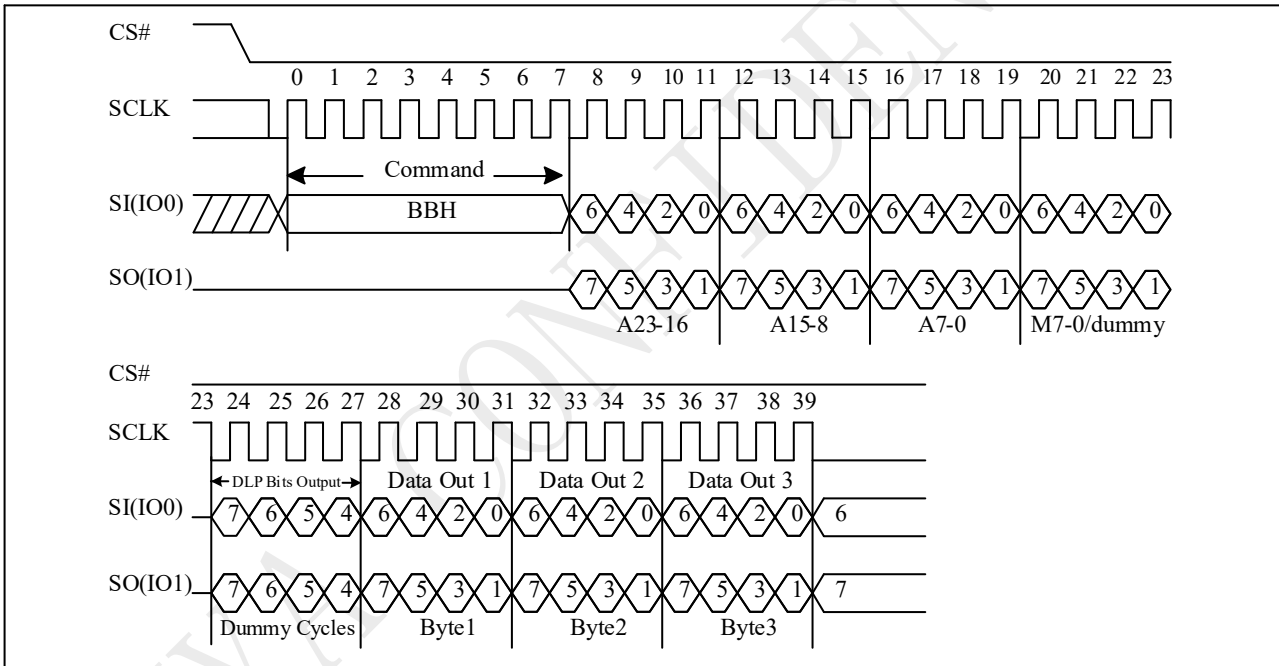 CS#
0 1 2 3 4 5 6 7 8 9 10 11 12 13 14 15 16 17 18 19 20 21 22 23
SCLK
Command
SI(IO0) BBH 6 4 2 0 6 4 2 0 6 4 2 0 6 4 2 0
SO(IO1) 7 5 3 1 7 5 3 1 7 5 3 1 7 5 3 1
A23-16 A15-8 A7-0 M7-0/dummy
CS#
23 24 25 26 27 28 29 30 31 32 33 34 35 36 37 38 39
SCLK
DLP Bits Output Data Out 1 Data Out 2 Data Out 3
SI(IO0) 7 6 5 4 6 4 2 0 6 4 2 0 6 4 2 0 6
SO(IO1) 7 6 5 4 7 5 3 1 7 5 3 1 7 5 3 1 7
Dummy Cycles Byte1 Byte2 Byte3